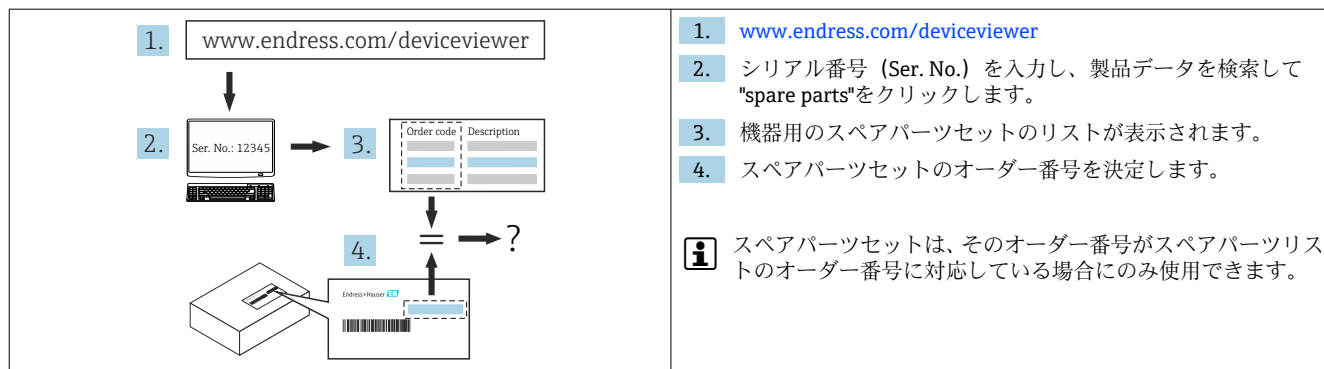 1. www.endress.com/deviceviewer
2. Ser. No.: 12345
3. Order code Description
4. = ?
Endress+Hauser EH
1. www.endress.com/deviceviewer
2. シリアル番号 (Ser. No.) を入力し、製品データを検索して
"spare parts"をクリックします。
3. 機器用のスペアパーツセットのリストが表示されます。
4. スペアパーツセットのオーダー番号を決定します。
i スペアパーツセットは、そのオーダー番号がスペアパーツリス
トのオーダー番号に対応している場合にのみ使用できます。